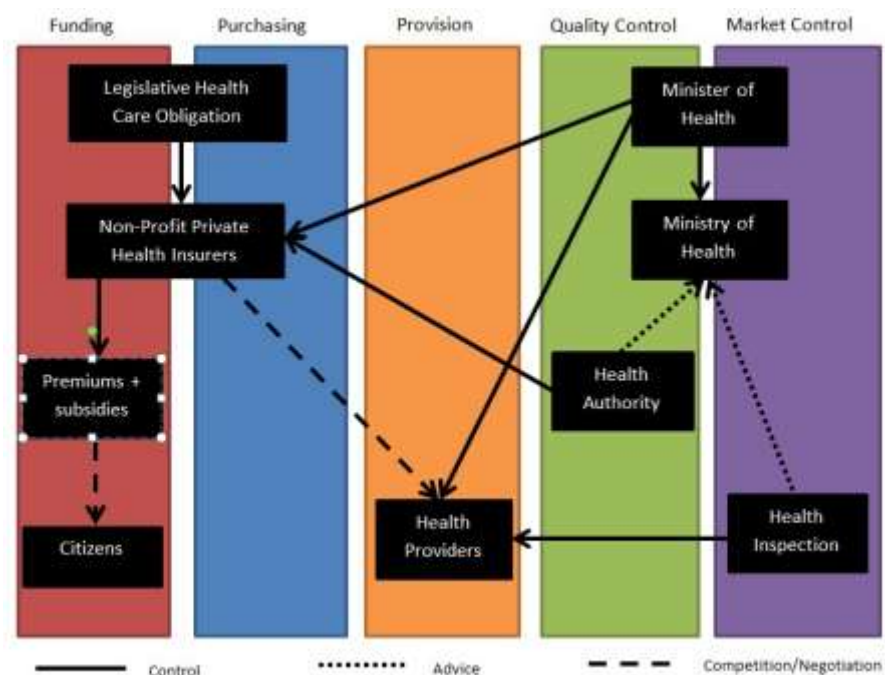 Funding
Purchasing
Provision
Quality Control
Market Control
Legislative Health
Care Obligation
Minister of
Health
Non-Profit Private
Health Insurers
Ministry of
Health
Premiums +
subsidies
Health
Authority
Citizens
Health
Providers
Health
Inspection
Control
Advice
Competition/Negotiation